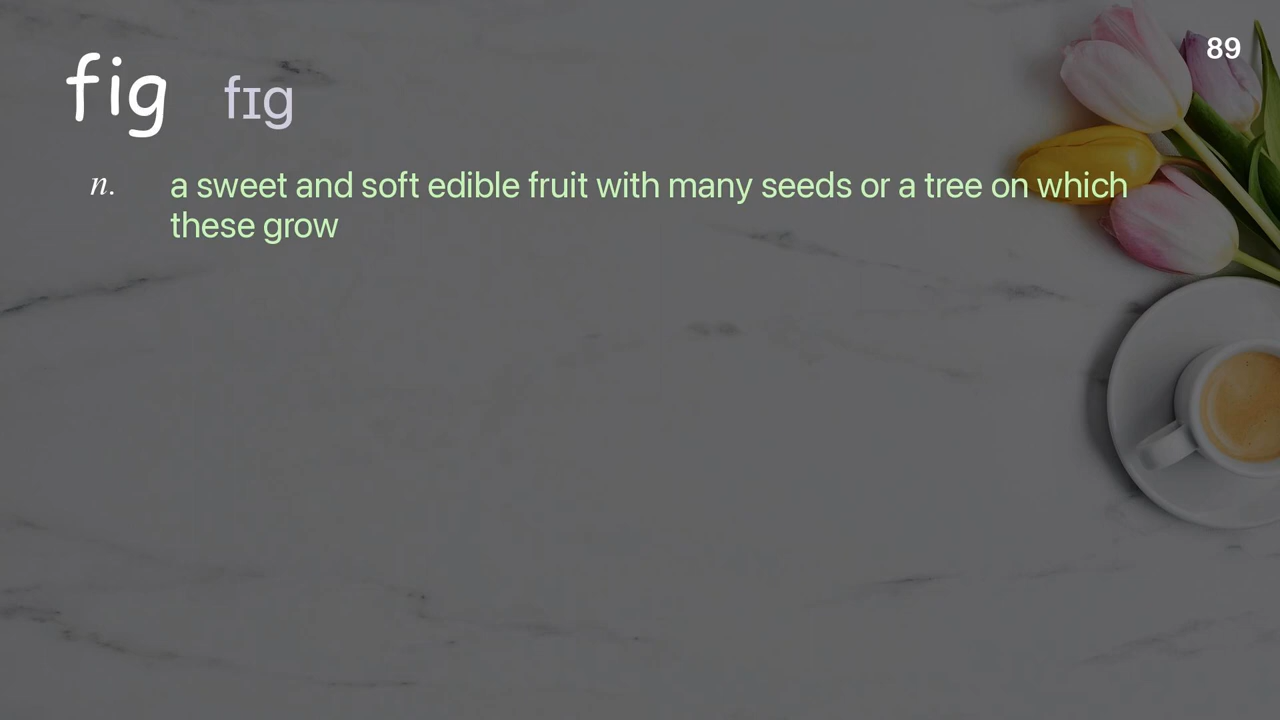 89
fig fɪg
n. a sweet and soft edible fruit with many seeds or a tree on which
these grow